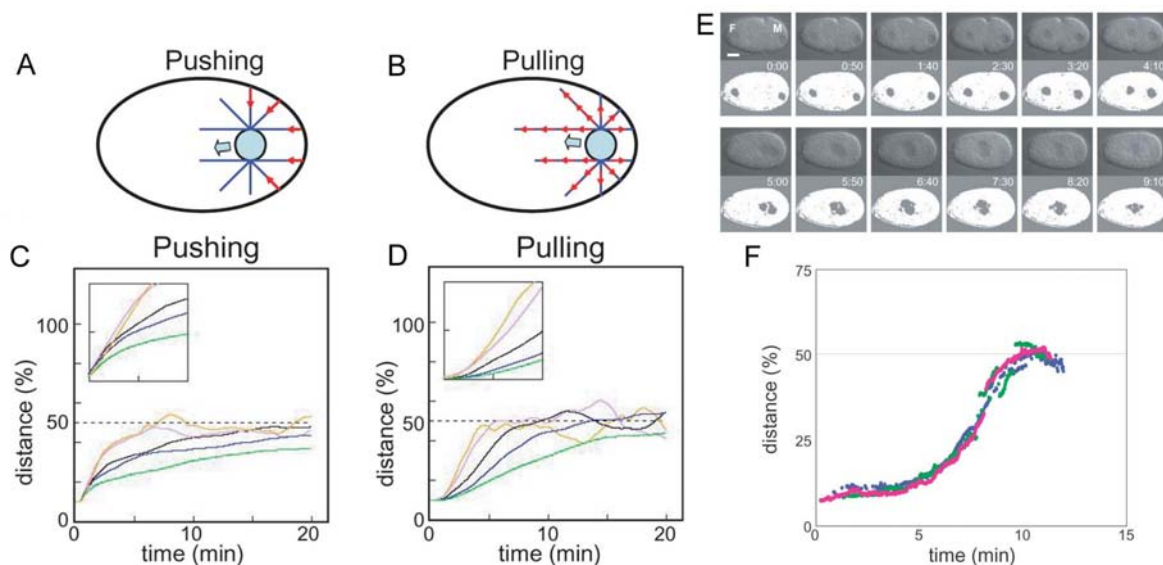 A
Pushing
B
Pulling
E
F
M
0:00
0:50
1:40
2:30
3:20
4:10
5:00
5:50
6:40
7:30
8:20
9:10
C
Pushing
distance (%)
100
50
0
0
10
20
time (min)
D
Pulling
distance (%)
100
50
0
0
10
20
time (min)
F
distance (%)
75
50
25
0
5
10
15
time (min)